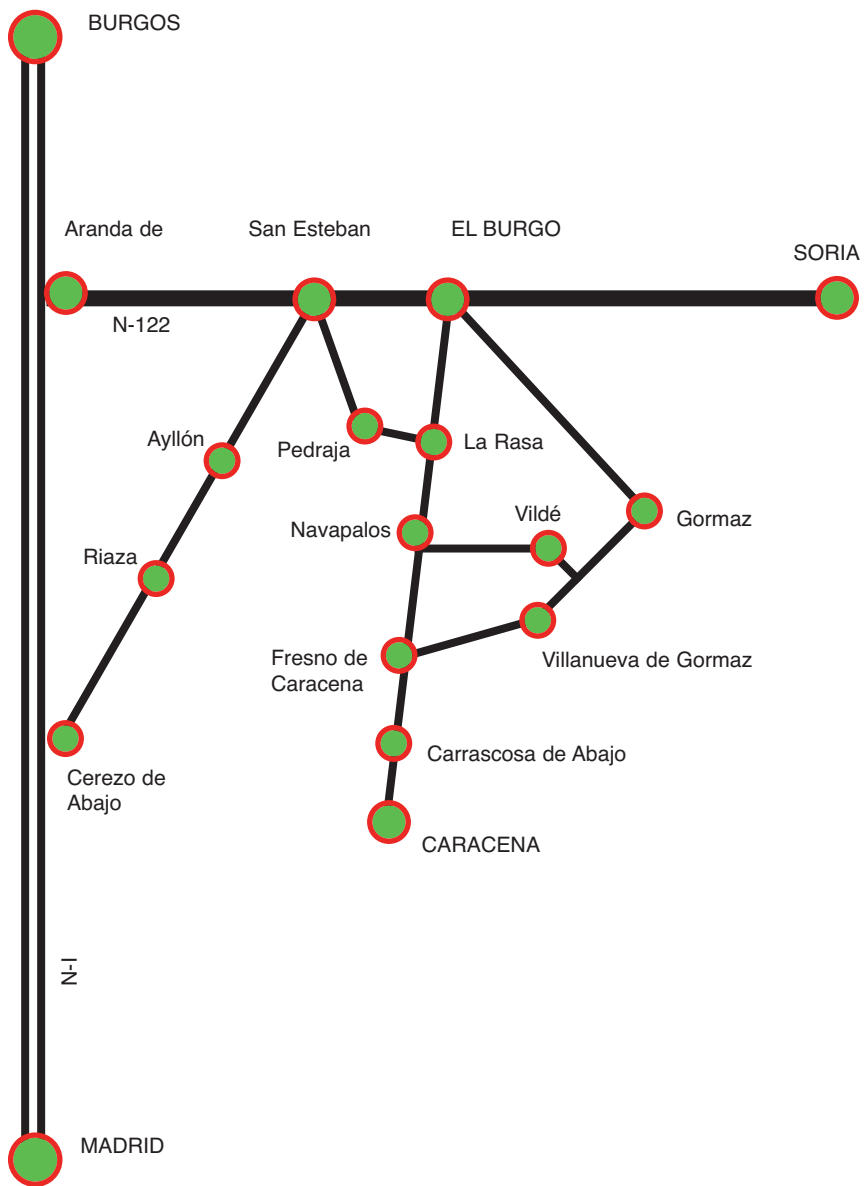 BURGOS
Aranda de
San Esteban
EL BURGO
SORIA
N-122
Ayllón
Pedraja
La Rasa
Navapalos
Vildé
Gormaz
Riaza
Fresno de
Caracena
Villanueva de Gormaz
Carrascosa de Abajo
Cerezo de
Abajo
CARACENA
N-I
MADRID